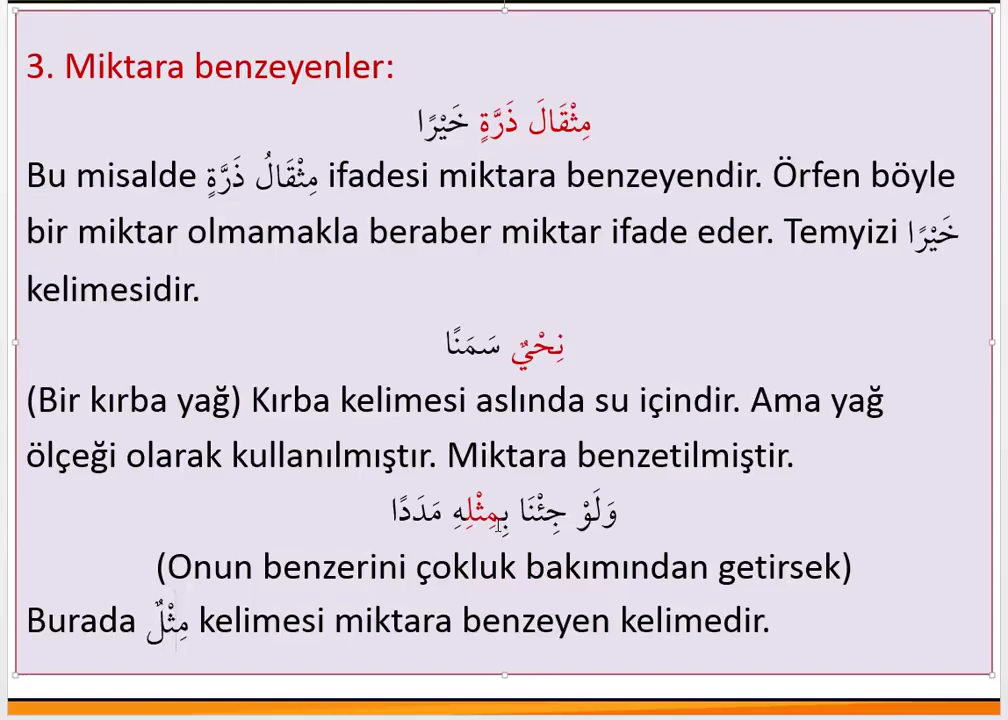 3. Miktara benzeyenler:
مِثْقَالَ ذَرَّةٍ خَيْرًا
Bu misalde مِثْقَالُ ذَرَّةٍ ifadesi miktara benzeyendir. Örfen böyle
bir miktar olmamakla beraber miktar ifade eder. Temyizi خَيْرًا
kelimesidir.
نِحْيٌ سَمَنًا
(Bir kırba yağ) Kırba kelimesi aslında su içindir. Ama yağ
ölçeği olarak kullanılmıştır. Miktara benzetilmiştir.
وَلَوْ جِئْنَا بِمِثْلِهِ مَدَدًا
(Onun benzerini çokluk bakımından getirsek)
Burada مِثْلٌ kelimesi miktara benzeyen kelimedir.